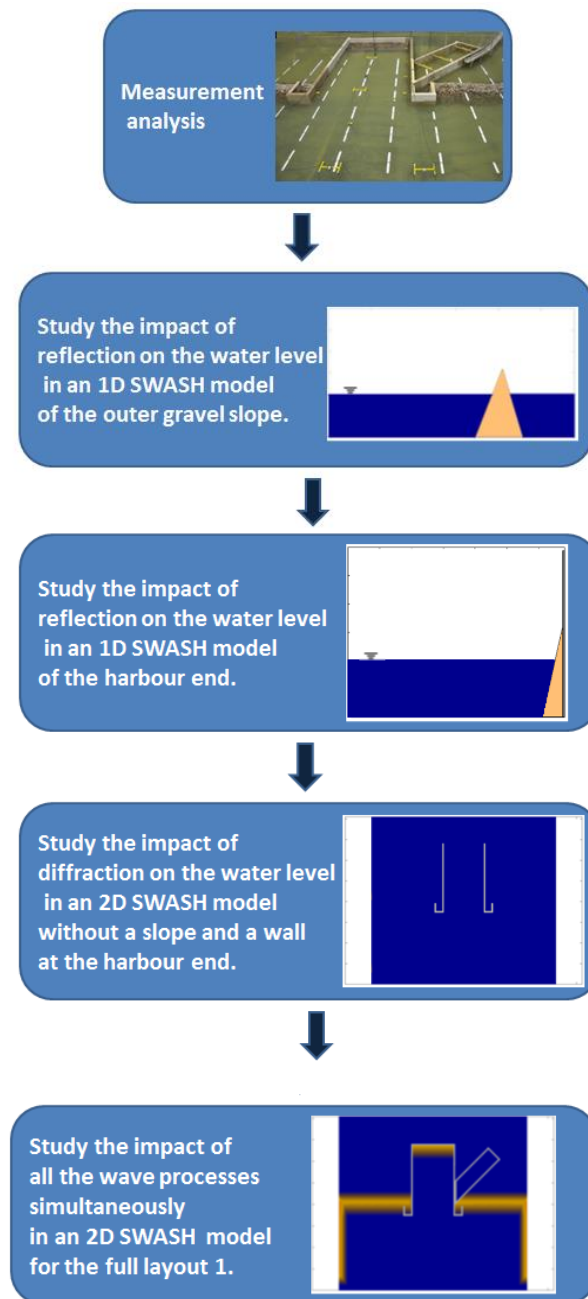 Measurement
analysis
Study the impact of
reflection on the water level
in an 1D SWASH model
of the outer gravel slope.
Study the impact of
reflection on the water level
in an 1D SWASH model
of the harbour end.
Study the impact of
diffraction on the water level
in an 2D SWASH model
without a slope and a wall
at the harbour end.
Study the impact of
all the wave processes
simultaneously
in an 2D SWASH model
for the full layout 1.